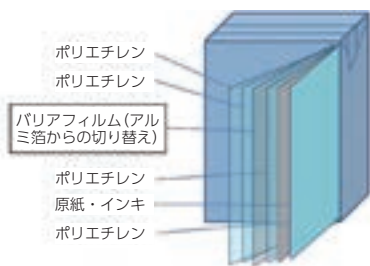 ポリエチレン
ポリエチレン
バリアフィルム(アル
ミ箔からの切り替え)
ポリエチレン
原紙・インキ
ポリエチレン